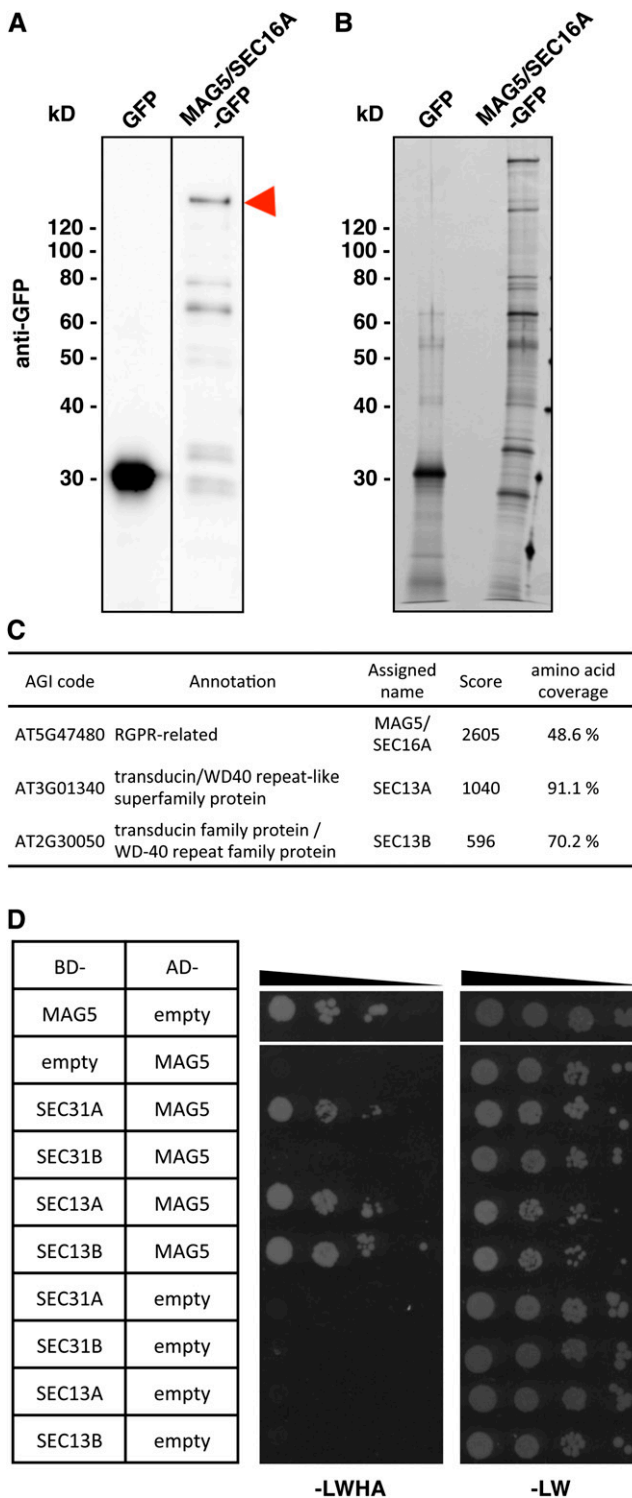 A
B
kD
GFP
MAG5/SEC16A
-GFP
kD
GFP
MAG5/SEC16A
-GFP
anti-GFP
120 -
100 -
80 -
60 -
50 -
40 -
30 -
120 -
100 -
80 -
60 -
50 -
40 -
30 -
C
AGI code Annotation Assigned name Score amino acid coverage
AT5G47480 RGPR-related MAG5/ SEC16A 2605 48.6 %
AT3G01340 transducin/WD40 repeat-like superfamily protein SEC13A 1040 91.1 %
AT2G30050 transducin family protein / WD-40 repeat family protein SEC13B 596 70.2 %
D
BD- AD-
MAG5 empty
empty MAG5
SEC31A MAG5
SEC31B MAG5
SEC13A MAG5
SEC13B MAG5
SEC31A empty
SEC31B empty
SEC13A empty
SEC13B empty
-LWHA -LW